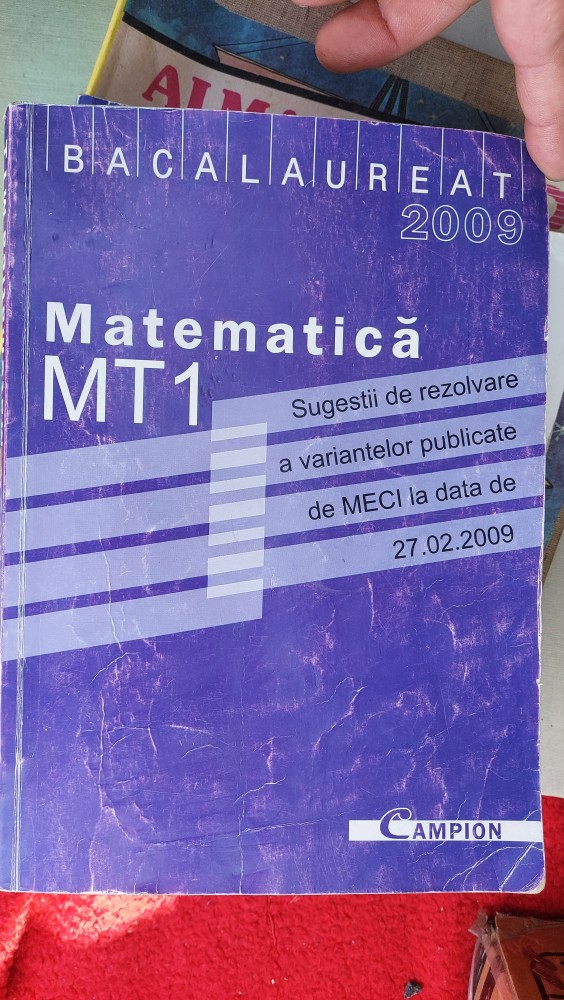 BACALAUREAT
2009
Matematică
MT1
Sugestii de rezolvare
a variantelor publicate
de MECI la data de
27.02.2009
CAMPION